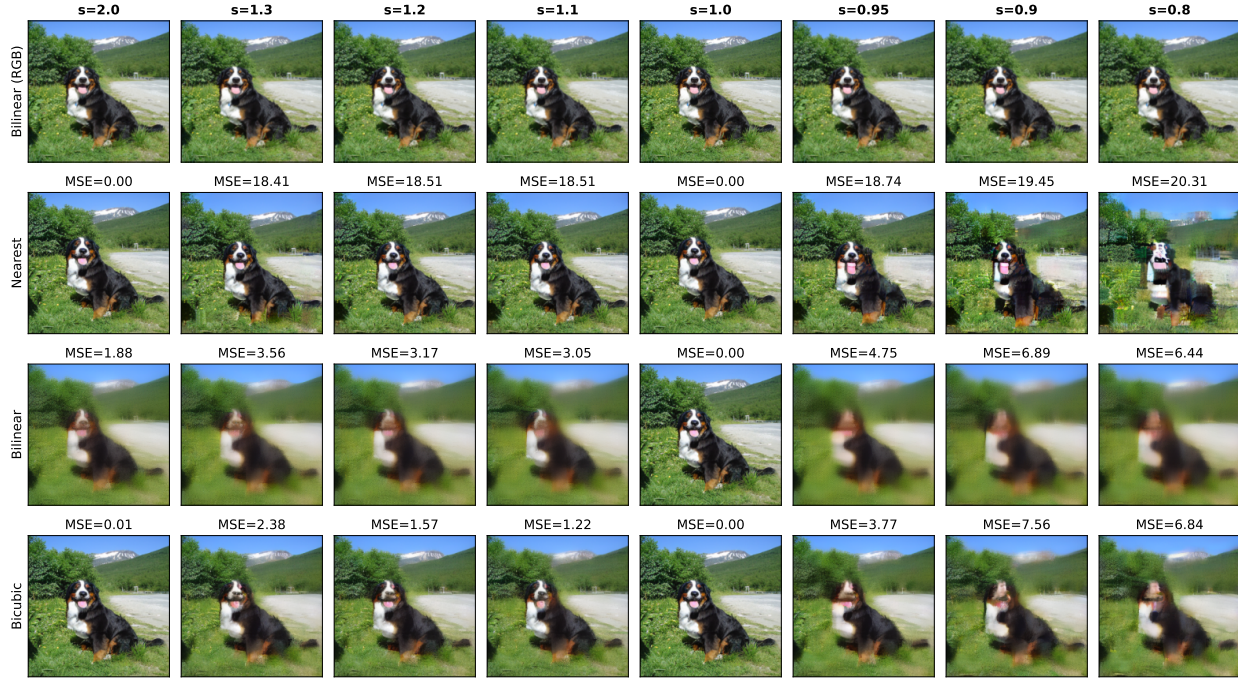 s=2.0 s=1.3 s=1.2 s=1.1 s=1.0 s=0.95 s=0.9 s=0.8
Bilinear (RGB)
MSE=0.00 MSE=18.41 MSE=18.51 MSE=18.51 MSE=0.00 MSE=18.74 MSE=19.45 MSE=20.31
Nearest
MSE=1.88 MSE=3.56 MSE=3.17 MSE=3.05 MSE=0.00 MSE=4.75 MSE=6.89 MSE=6.44
Bilinear
MSE=0.01 MSE=2.38 MSE=1.57 MSE=1.22 MSE=0.00 MSE=3.77 MSE=7.56 MSE=6.84
Bicubic